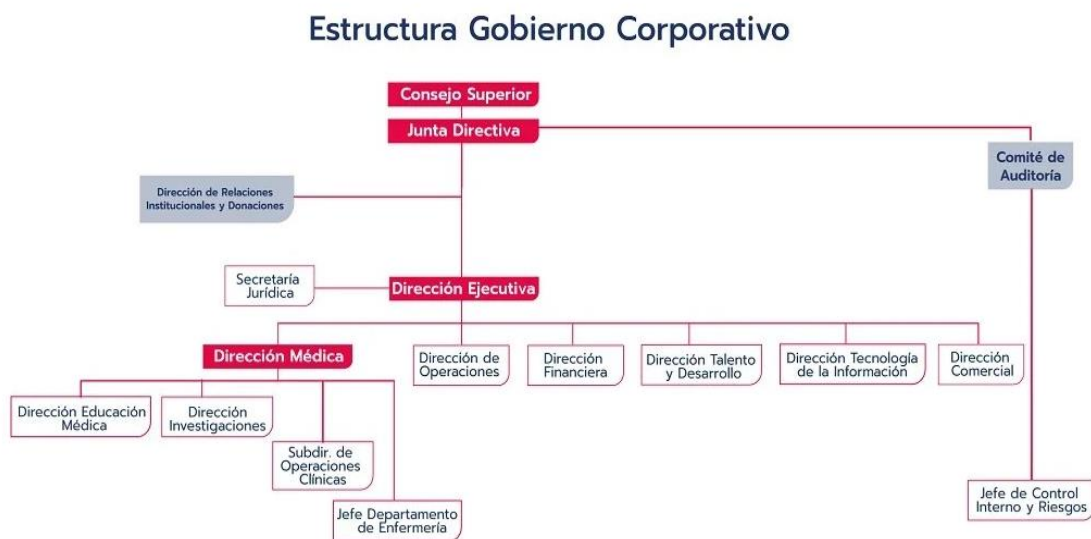 Estructura Gobierno Corporativo
Consejo Superior
Junta Directiva
Comité de
Auditoría
Dirección de Relaciones
Institucionales y Donaciones
Secretaría
Jurídica
Dirección Ejecutiva
Dirección Médica
Dirección de
Operaciones
Dirección
Financiera
Dirección Talento
y Desarrollo
Dirección Tecnología
de la Información
Dirección
Comercial
Dirección Educación
Médica
Dirección
Investigaciones
Subdir. de
Operaciones
Clínicas
Jefe Departamento
de Enfermería
Jefe de Control
Interno y Riesgos